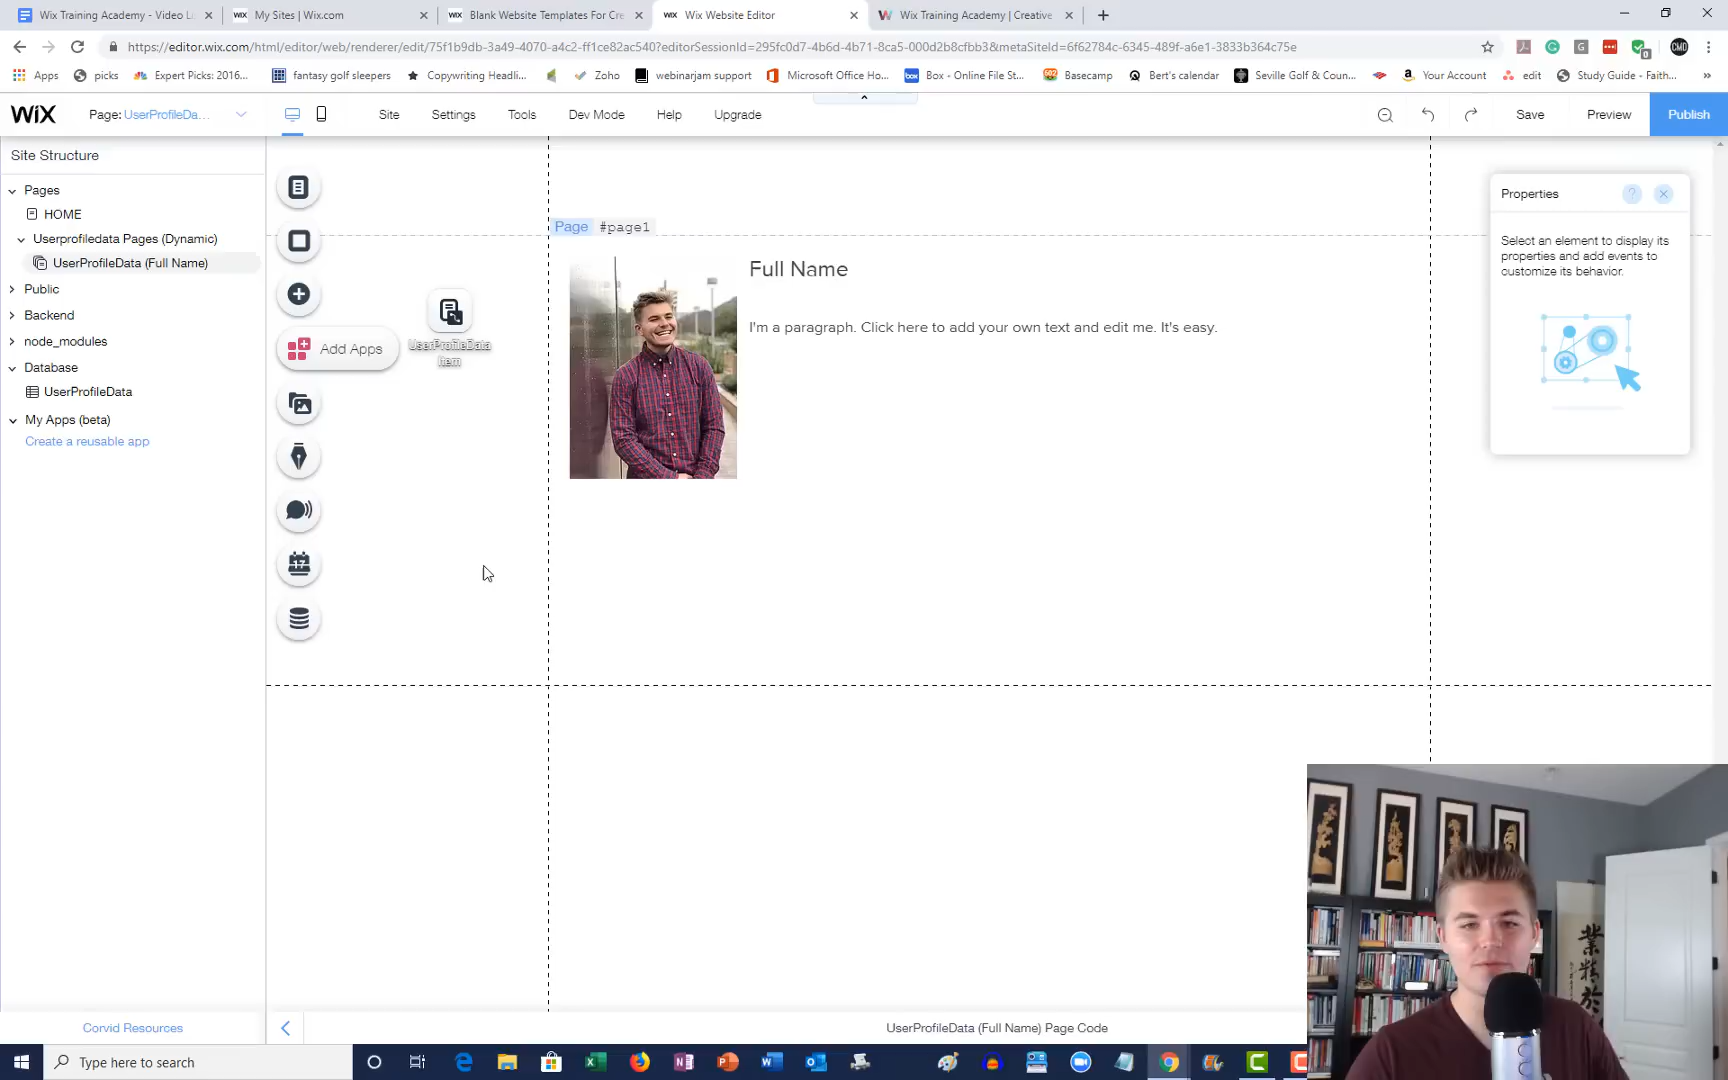 Wix Training Academy - Video L
My Sites | Wix.com
Blank Website Templates For Cre
Wix Website Editor
Wix Training Academy | Creative
https://editor.wix.com/html/editor/web/renderer/edit/75f1b9db-3a49-4070-a4c2-ff1ce82ac540?editorSessionId=295fc0d7-4b6d-4b71-8ca5-000d2b8cfbb3&metaSiteId=6f62784c-6345-489f-a6e1-3833b364c75e
Apps
picks
Expert Picks: 2016...
fantasy golf sleepers
Copywriting Headli...
Zoho
webinarjam support
Microsoft Office Ho...
Box - Online File St...
Basecamp
Bert's calendar
Seville Golf & Coun...
Your Account
edit
Study Guide - Faith...
WiX
Page: UserProfileDa...
Site
Settings
Tools
Dev Mode
Help
Upgrade
Save
Preview
Publish
Site Structure
Pages
HOME
Userprofiledata Pages (Dynamic)
UserProfileData (Full Name)
Public
Backend
node_modules
Database
UserProfileData
My Apps (beta)
Create a reusable app
Add Apps
17
UserProfileData
Item
Page #page1
Full Name
I'm a paragraph. Click here to add your own text and edit me. It's easy.
Properties
?
Select an element to display its
properties and add events to
customize its behavior.
Corvid Resources
UserProfileData (Full Name) Page Code
Type here to search